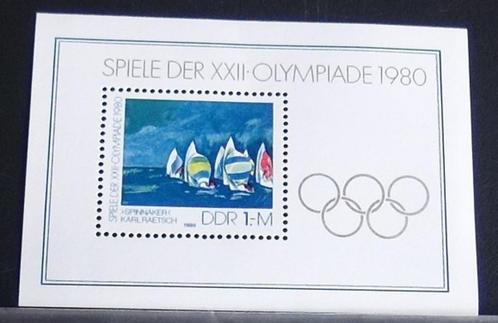 SPIELE DER XXII· OLYMPIADE 1980
SPIELE DER XXII·OLYMPIADE 1980
›SPINNAKER‹
KARL RAETSCH
1980
DDR 1,-M